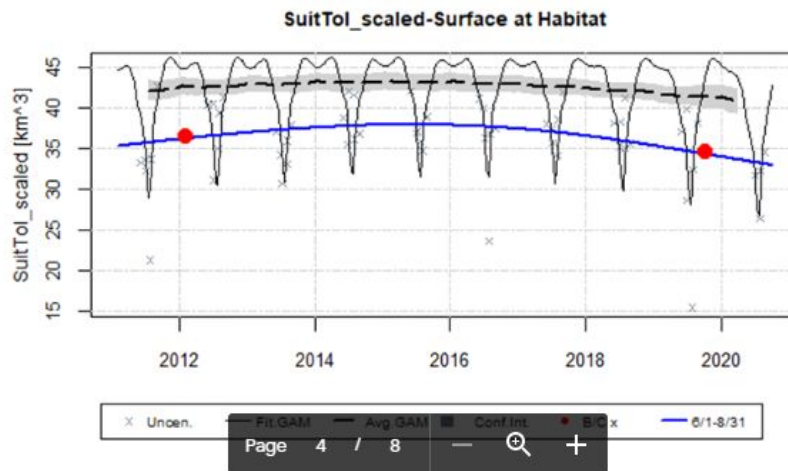 SuitTol_scaled-Surface at Habitat
SuitTol_scaled [km^3]
45
40
35
30
25
20
15
2012
2014
2016
2018
2020
Uncen.
Fit.GAM
Avg.GAM
Conf.Int.
B/C x
6/1-8/31
Page 4 / 8